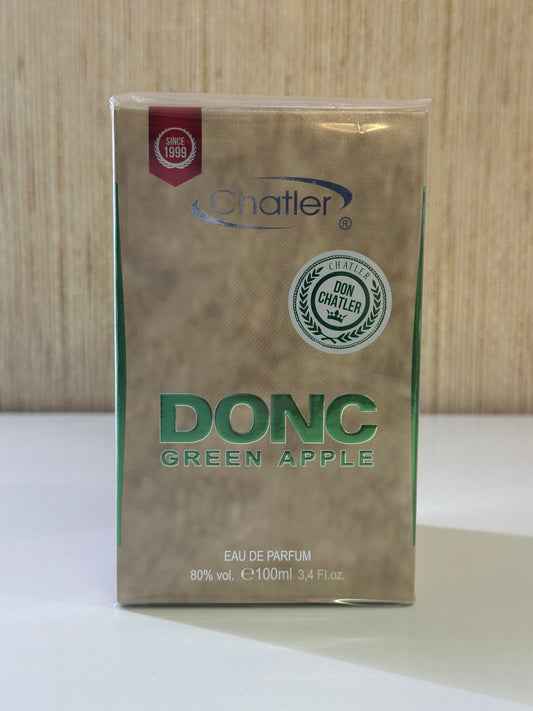 SINCE
1999
Chatler
®
CHATLER
DON
CHATLER
DONC
GREEN APPLE
EAU DE PARFUM
80% vol. ℮100ml 3,4 Fl.oz.